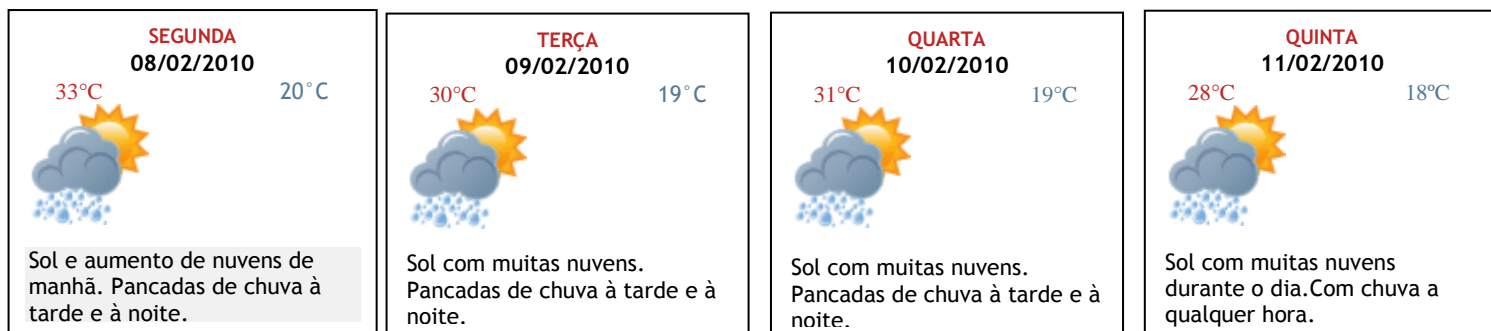 SEGUNDA
08/02/2010
33°C 20°C
Sol e aumento de nuvens de
manhã. Pancadas de chuva à
tarde e à noite.
TERÇA
09/02/2010
30°C 19°C
Sol com muitas nuvens.
Pancadas de chuva à tarde e à
noite.
QUARTA
10/02/2010
31°C 19°C
Sol com muitas nuvens.
Pancadas de chuva à tarde e à
noite.
QUINTA
11/02/2010
28°C 18ºC
Sol com muitas nuvens
durante o dia.Com chuva a
qualquer hora.